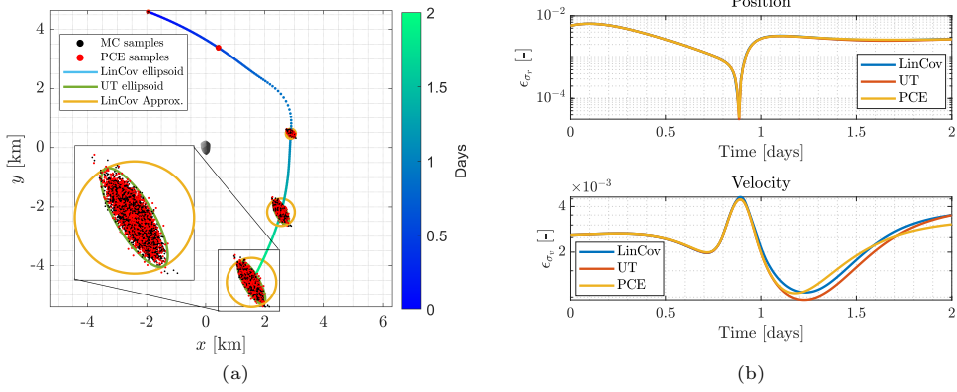 4
2
0
-2
-4
-4
-2
0
2
4
6
x [km]
y [km]
MC samples
PCE samples
LinCov ellipsoid
UT ellipsoid
LinCov Approx.
2
1.5
1
0.5
0
Days
(a)
Position
10⁻²
10⁻⁴
ϵσᵣ [-]
LinCov
UT
PCE
0
0.5
1
1.5
2
Time [days]
Velocity
×10⁻³
4
2
ϵσᵥ [-]
LinCov
UT
PCE
0
0.5
1
1.5
2
Time [days]
(b)